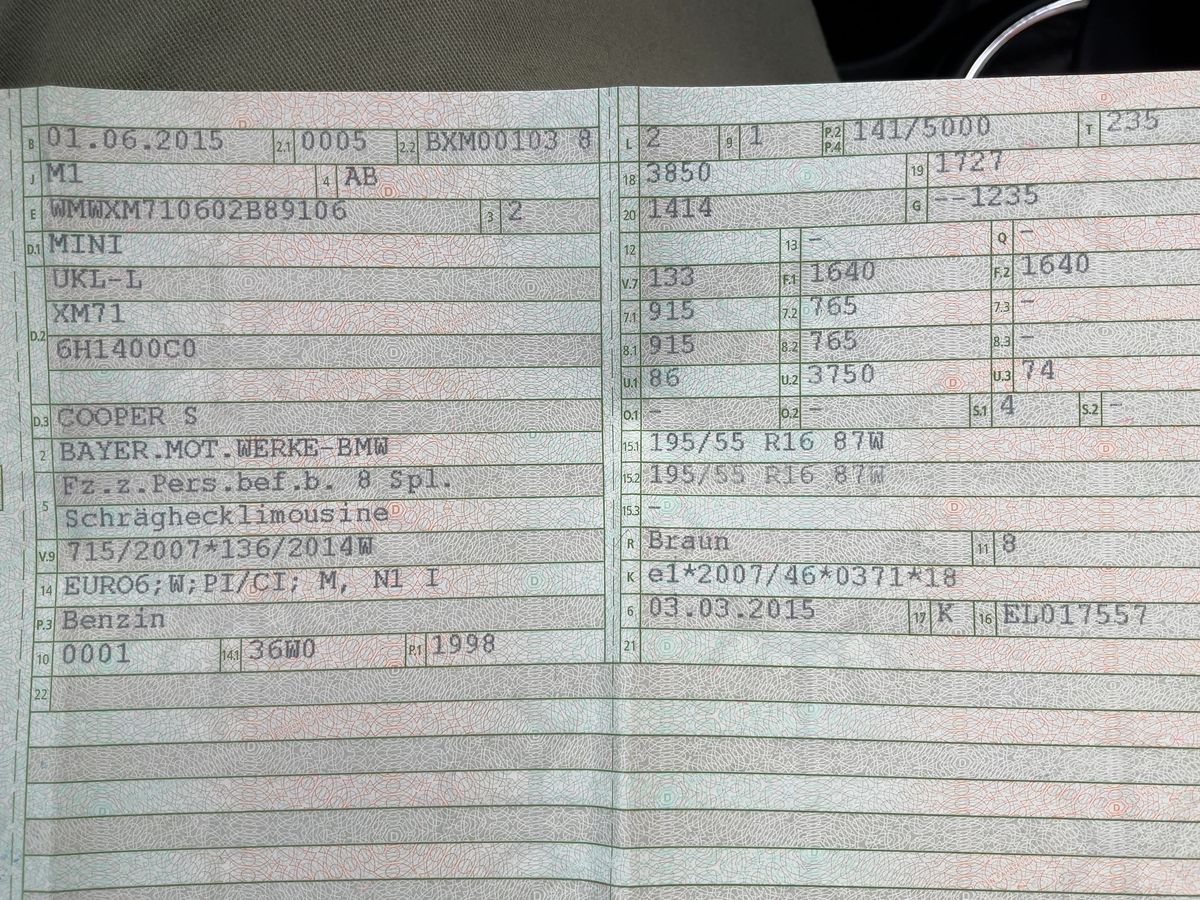 B 01.06.2015 2.1 0005 2.2 BXM00103 8
J M1 4 AB
E WMWXM710602B89106 3 2
D.1 MINI
UKL-L
XM71
D.2
6H1400C0
D.3 COOPER S
2 BAYER.MOT.WERKE-BMW
Fz.z.Pers.bef.b. 8 Spl.
5
Schräghecklimousine
V.9 715/2007*136/2014W
14 EURO6;W;PI/CI; M, N1 I
P.3 Benzin
10 0001 14.1 36W0 P.1 1998
22
L 2 9 1 P.2 P.4 141/5000 T 235
18 3850 19 1727
20 1414 G --1235
12 13 - Q -
V.7 133 F.1 1640 F.2 1640
7.1 915 7.2 765 7.3 -
8.1 915 8.2 765 8.3 -
U.1 86 U.2 3750 U.3 74
O.1 - O.2 - S.1 4 S.2 -
15.1 195/55 R16 87W
15.2 195/55 R16 87W
15.3 -
R Braun 11 8
K e1*2007/46*0371*18
6 03.03.2015 17 K 16 EL017557
21